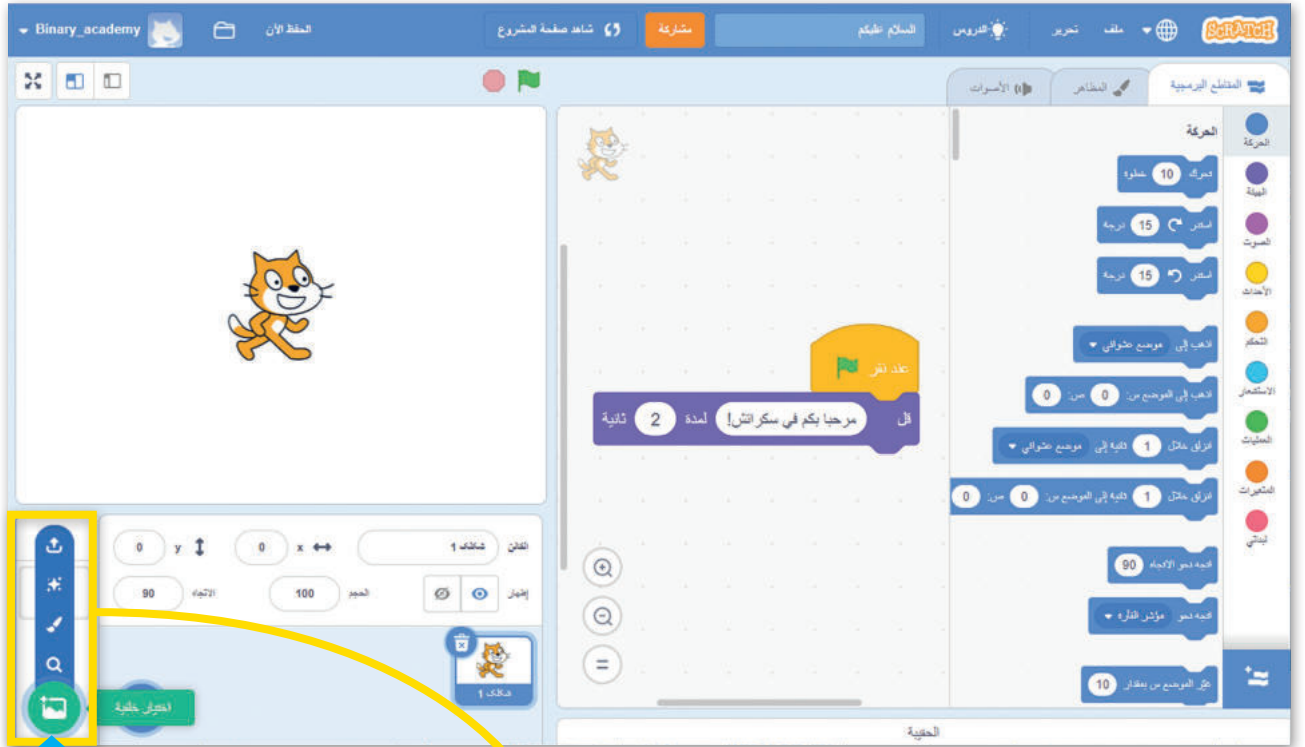 SCRATCH ملف تحرير الدروس السلام عليكم مشاركة شاهد صفحة المشروع الحفظ الآن Binary_academy
المقاطع البرمجية المظاهر الأصوات
الحركة
الحركة
الهيئة
الصوت
الأحداث
التحكم
الاستشعار
العمليات
المتغيرات
لبناتي
تحرك 10 خطوة
استدر 15 درجة
استدر 15 درجة
اذهب إلى موضع عشوائي
اذهب إلى الموضع س: 0 ص: 0
انزلق خلال 1 ثانية إلى موضع عشوائي
انزلق خلال 1 ثانية إلى الموضع س: 0 ص: 0
اتجه نحو الاتجاه 90
اتجه نحو مؤشر الفأرة
غيّر الموضع س بمقدار 10
عند نقر
قل مرحبا بكم في سكراتش! لمدة 2 ثانية
الحقيبة
الكائن شكلك 1 x 0 y 0
إظهار الحجم 100 الاتجاه 90
شكلك 1
اختيار خلفية